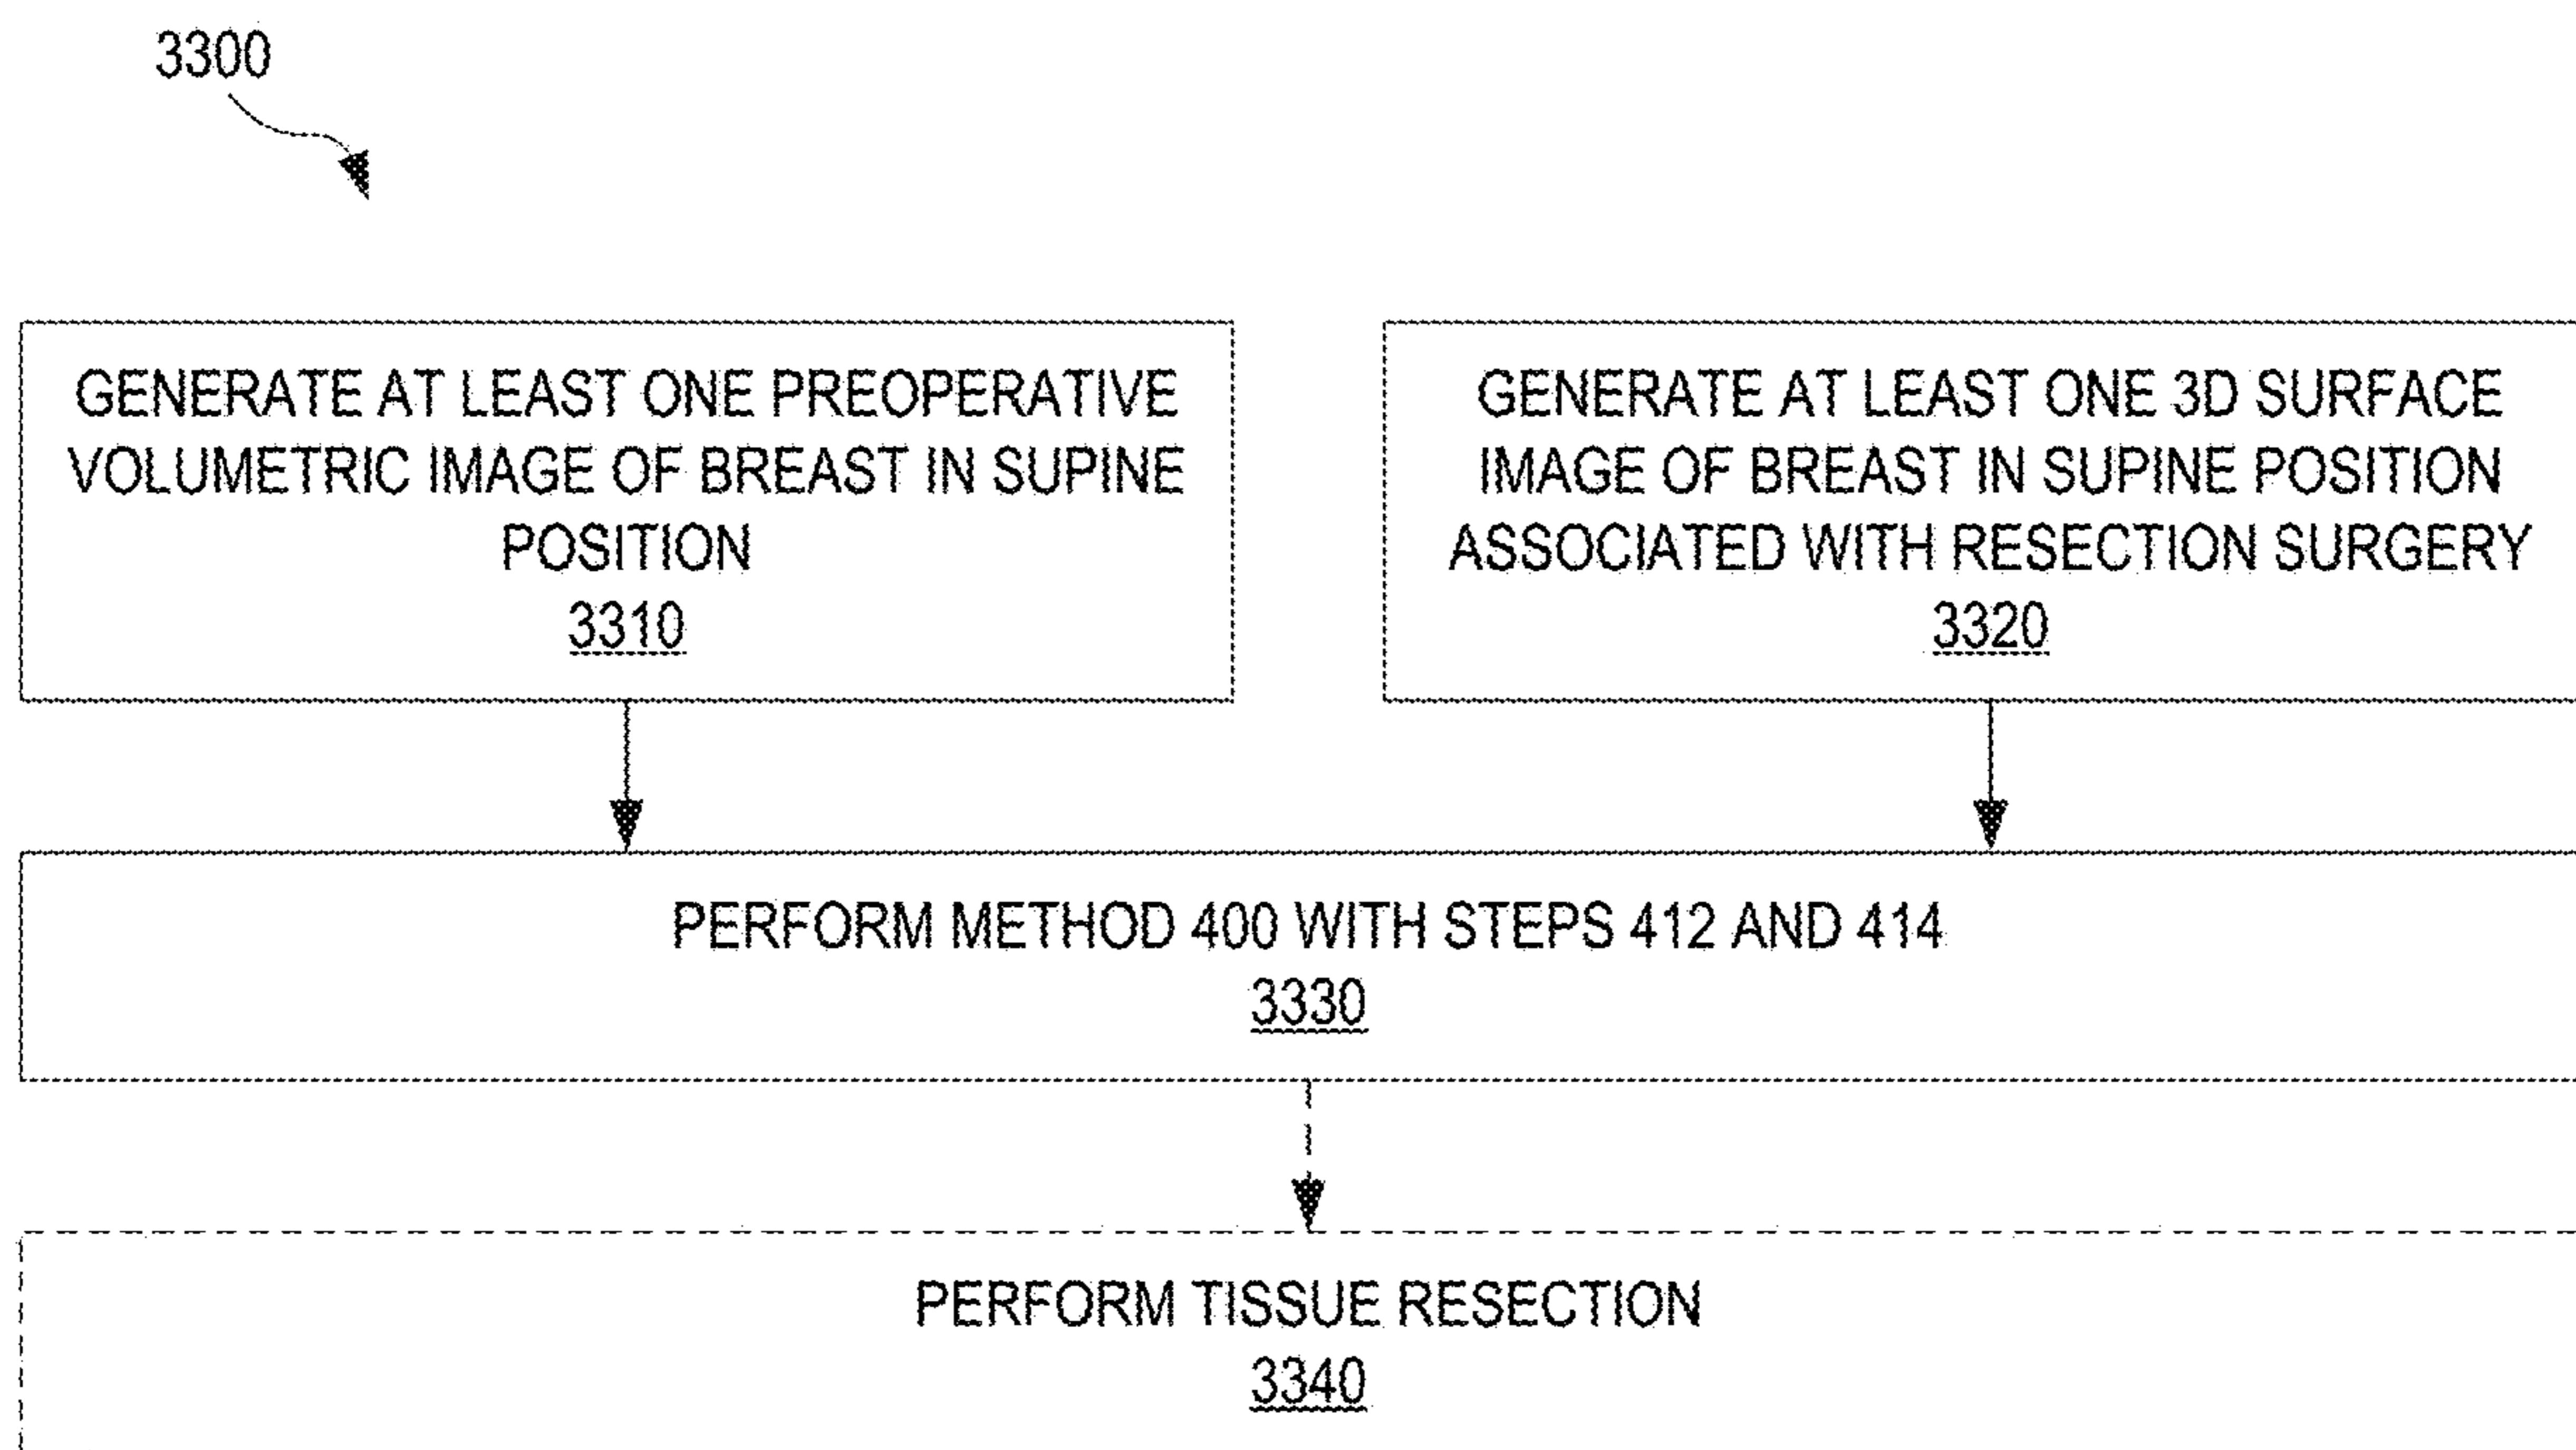 3300
GENERATE AT LEAST ONE PREOPERATIVE
VOLUMETRIC IMAGE OF BREAST IN SUPINE
POSITION
3310
GENERATE AT LEAST ONE 3D SURFACE
IMAGE OF BREAST IN SUPINE POSITION
ASSOCIATED WITH RESECTION SURGERY
3320
PERFORM METHOD 400 WITH STEPS 412 AND 414
3330
PERFORM TISSUE RESECTION
3340